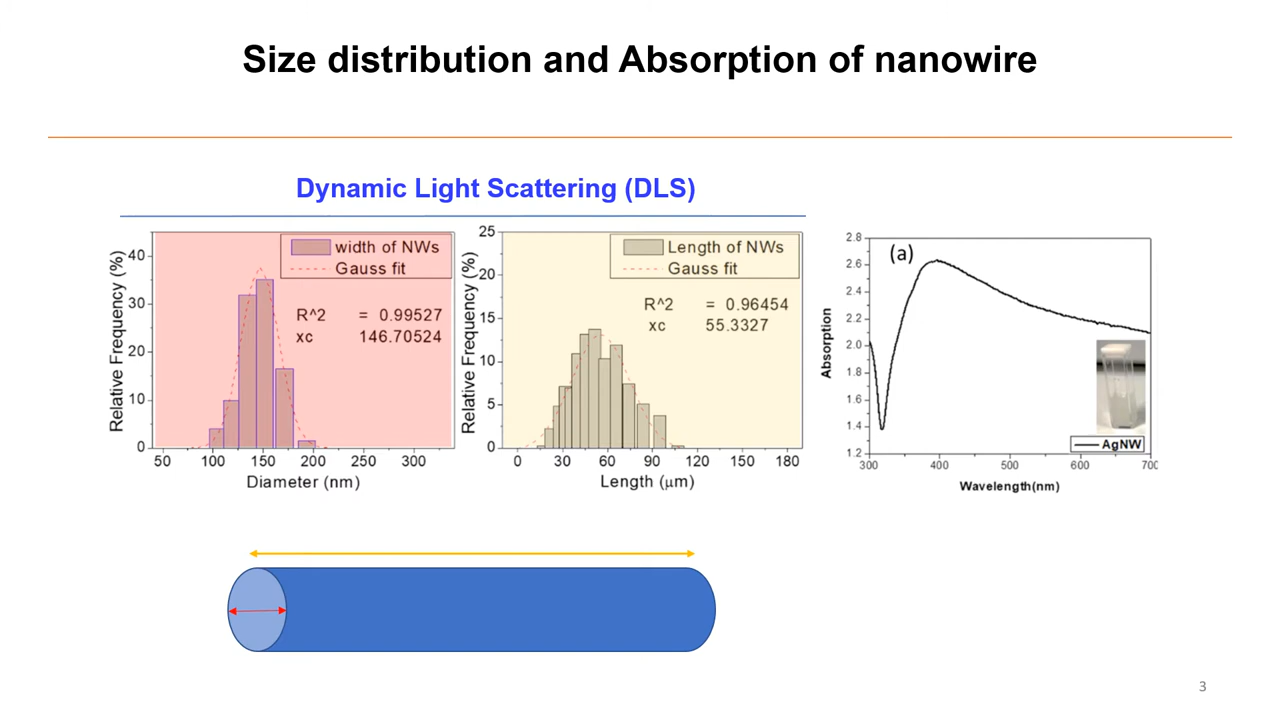 Size distribution and Absorption of nanowire
Dynamic Light Scattering (DLS)
Relative Frequency (%)
40
30
20
10
0
width of NWs
Gauss fit
R^2 = 0.99527
xc 146.70524
50 100 150 200 250 300
Diameter (nm)
Relative Frequency (%)
25
20
15
10
5
0
Length of NWs
Gauss fit
R^2 = 0.96454
xc 55.3327
0 30 60 90 120 150 180
Length (μm)
Absorption
2.8
2.6
2.4
2.2
2.0
1.8
1.6
1.4
1.2
(a)
AgNW
300 400 500 600 700
Wavelength(nm)
3